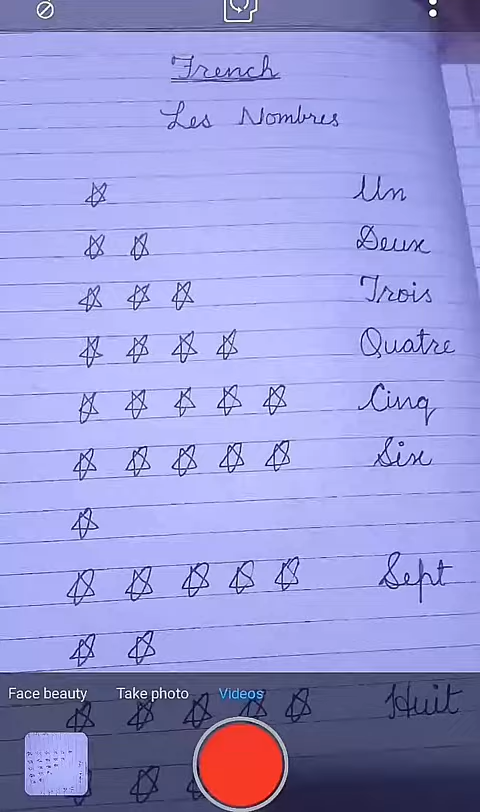 French
Les Nombres
Un
Deux
Trois
Quatre
Cinq
Six
Sept
Face beauty Take photo Videos
Huit